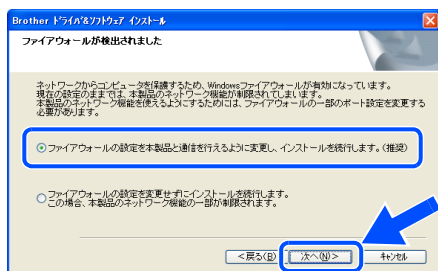 Brother ドライバ&ソフトウェア インストール
ファイアウォールが検出されました
ネットワークからコンピュータを保護するため、Windowsファイアウォールが有効になっています。
現在の設定のままでは、本製品のネットワーク機能が制限されてしまいます。
本製品のネットワーク機能を使えるようにするためには、ファイアウォールの一部のポート設定を変更する
必要があります。
ファイアウォールの設定を本製品と通信を行えるように変更し、インストールを続行します。(推奨)
ファイアウォールの設定を変更せずにインストールを続行します。
この場合、本製品のネットワーク機能の一部が制限されます。
<戻る(B) 次へ(N)> キャンセル